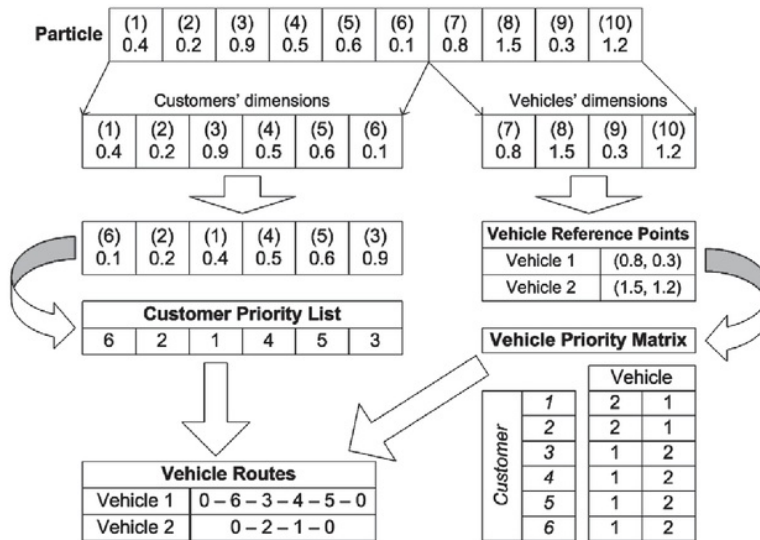 Particle
(1) (2) (3) (4) (5) (6) (7) (8) (9) (10)
0.4 0.2 0.9 0.5 0.6 0.1 0.8 1.5 0.3 1.2
Customers' dimensions
(1) (2) (3) (4) (5) (6)
0.4 0.2 0.9 0.5 0.6 0.1
Vehicles' dimensions
(7) (8) (9) (10)
0.8 1.5 0.3 1.2
(6) (2) (1) (4) (5) (3)
0.1 0.2 0.4 0.5 0.6 0.9
Vehicle Reference Points
Vehicle 1 (0.8, 0.3)
Vehicle 2 (1.5, 1.2)
Customer Priority List
6 2 1 4 5 3
Vehicle Priority Matrix
Vehicle
Customer
1 2 1
2 2 1
3 1 2
4 1 2
5 1 2
6 1 2
Vehicle Routes
Vehicle 1 0 – 6 – 3 – 4 – 5 – 0
Vehicle 2 0 – 2 – 1 – 0